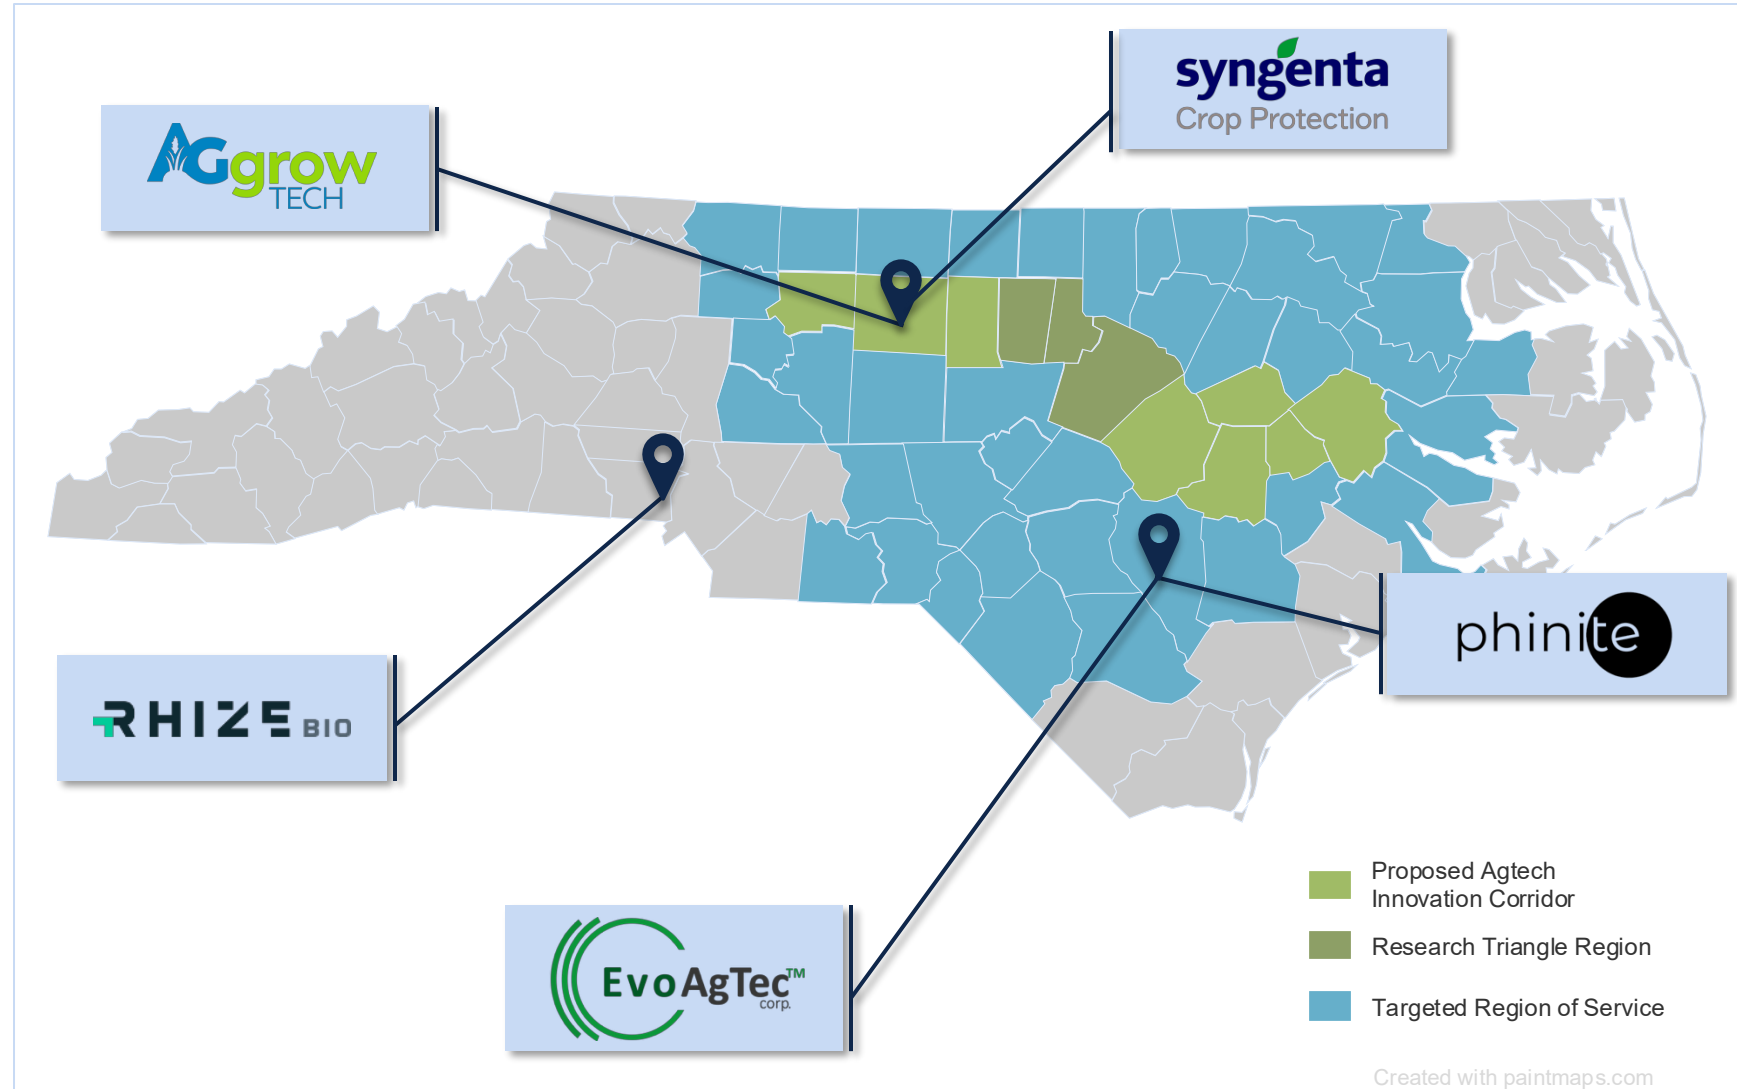 syngenta
Crop Protection
AGgrow
TECH
phinite
RHIZE BIO
EvoAgTec™
corp.
Proposed Agtech
Innovation Corridor
Research Triangle Region
Targeted Region of Service
Created with paintmaps.com